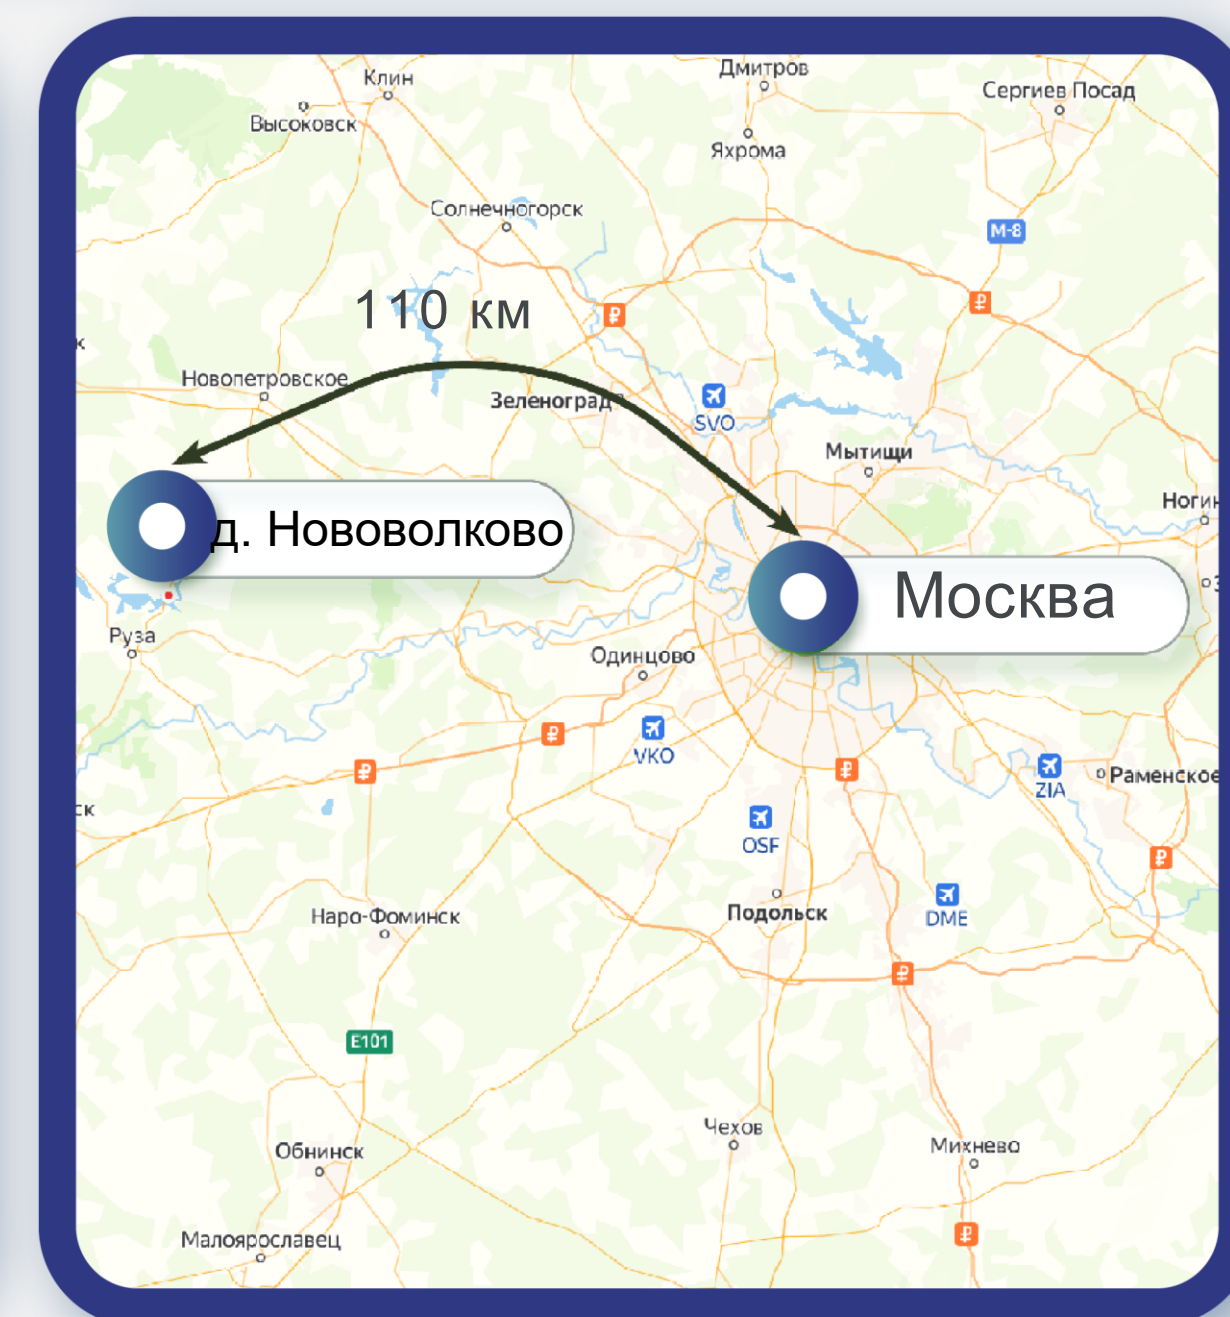 Клин
Дмитров
Сергиев Посад
Высоковск
Яхрома
Солнечногорск
М-8
110 км
₽
₽
к
Новопетровское
Зеленоград
SVO
Мытищи
Ногин
д. Нововолково
Москва
Руза
Одинцово
₽
VKO
₽
₽
ZIA
Раменское
ск
OSF
₽
Подольск
DME
Наро-Фоминск
₽
E101
Чехов
Обнинск
Михнево
Малоярославец
₽